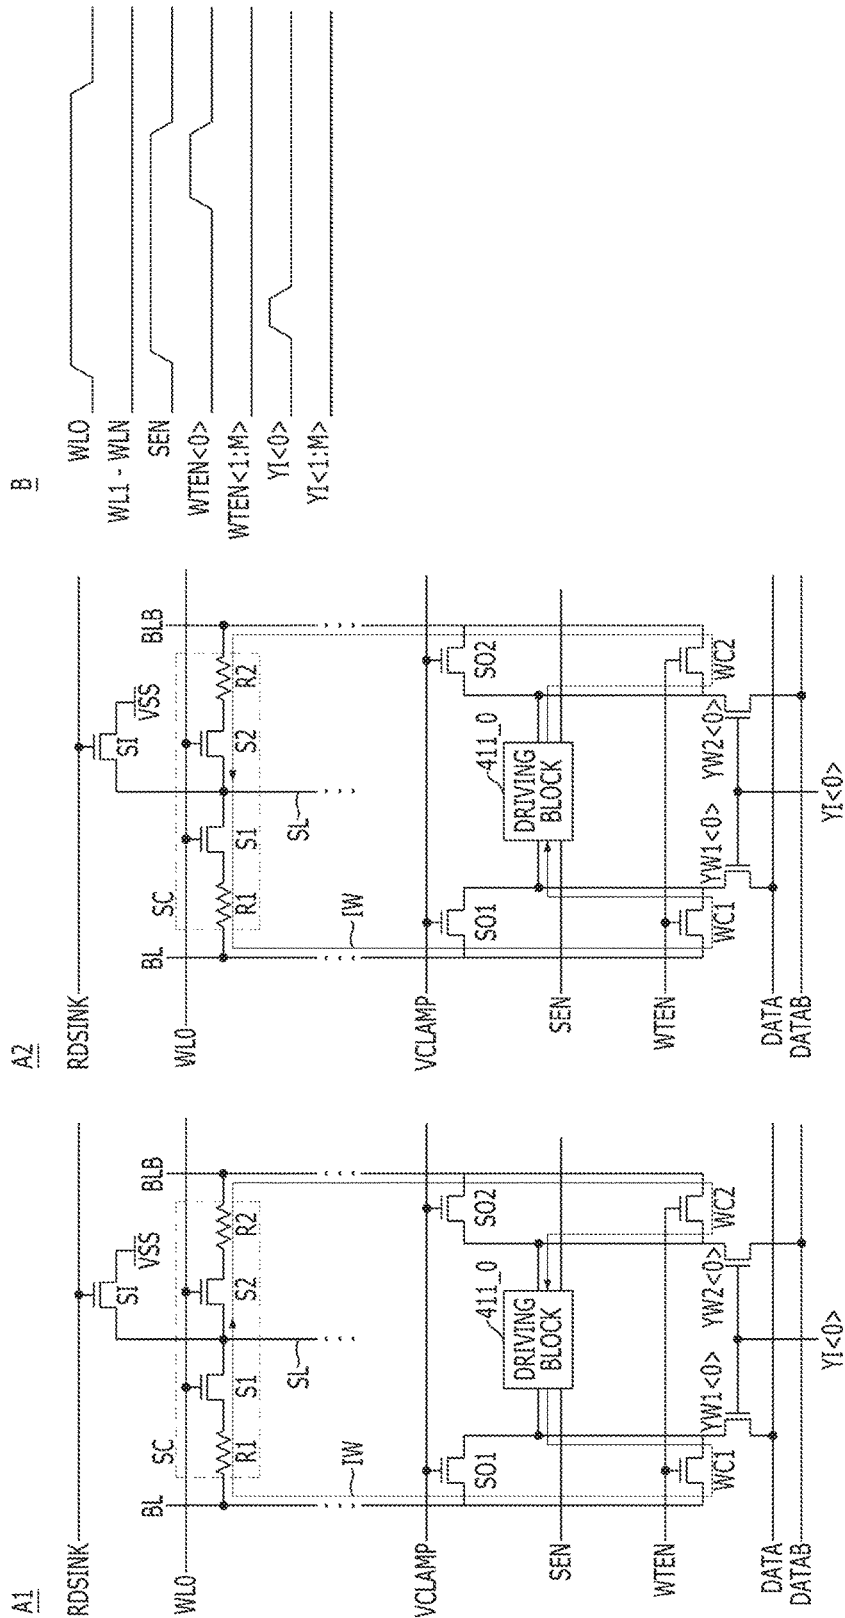 A1
RDSINK
SI
VSS
WL0
BL
BLB
SC
R1
S1
S2
R2
SL
IW
VCLAMP
SO1
SO2
411_0
DRIVING
BLOCK
SEN
WTEN
WC1
WC2
YW1<0>
YW2<0>
DATA
DATAB
YI<0>
A2
RDSINK
SI
VSS
WL0
BL
BLB
SC
R1
S1
S2
R2
SL
IW
VCLAMP
SO1
SO2
411_0
DRIVING
BLOCK
SEN
WTEN
WC1
WC2
YW1<0>
YW2<0>
DATA
DATAB
YI<0>
B
WL0
WL1 - WLN
SEN
WTEN<0>
WTEN<1:M>
YI<0>
YI<1:M>